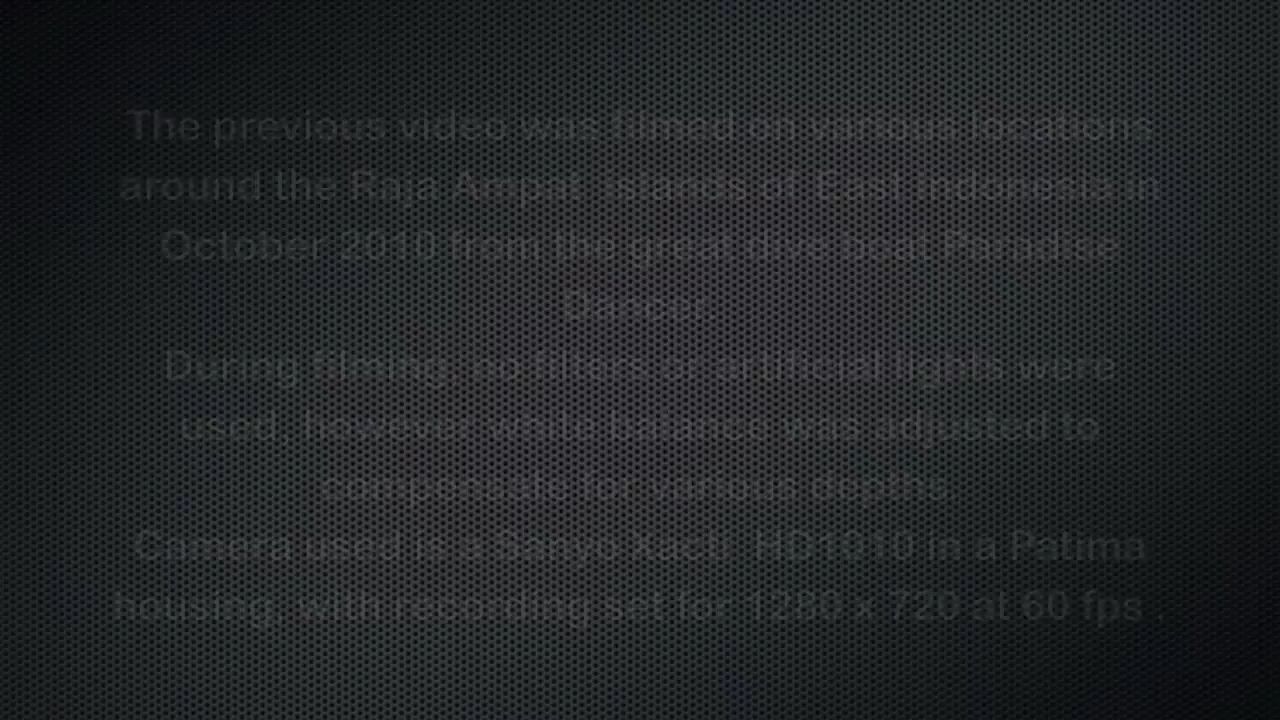 The previous video was filmed on various locations
around the Raja Ampat islands of East Indonesia in
October 2010 from the great dive boat Paradise
Dancer.
During filming, no filters or artificial lights were
used, however white balance was adjusted to
compensate for various depths.
Camera used is a Sanyo Xacti HD1010 in a Patima
housing, with recording set for 1280 x 720 at 60 fps .